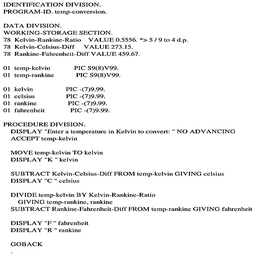 IDENTIFICATION DIVISION.
PROGRAM-ID. temp-conversion.
DATA DIVISION.
WORKING-STORAGE SECTION.
78 Kelvin-Rankine-Ratio VALUE 0.5556. *> 5 / 9 to 4 d.p.
78 Kelvin-Celsius-Diff VALUE 273.15.
78 Rankine-Fahrenheit-Diff VALUE 459.67.
01 temp-kelvin PIC S9(8)V99.
01 temp-rankine PIC S9(8)V99.
01 kelvin PIC -(7)9.99.
01 celsius PIC -(7)9.99.
01 rankine PIC -(7)9.99.
01 fahrenheit PIC -(7)9.99.
PROCEDURE DIVISION.
DISPLAY "Enter a temperature in Kelvin to convert: " NO ADVANCING
ACCEPT temp-kelvin
MOVE temp-kelvin TO kelvin
DISPLAY "K " kelvin
SUBTRACT Kelvin-Celsius-Diff FROM temp-kelvin GIVING celsius
DISPLAY "C " celsius
DIVIDE temp-kelvin BY Kelvin-Rankine-Ratio
GIVING temp-rankine, rankine
SUBTRACT Rankine-Fahrenheit-Diff FROM temp-rankine GIVING fahrenheit
DISPLAY "F " fahrenheit
DISPLAY "R " rankine
GOBACK
.